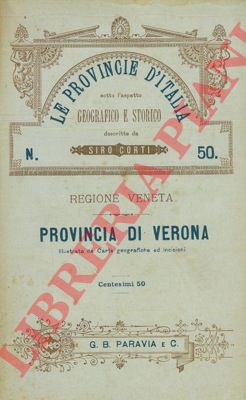 LE PROVINCIE D'ITALIA
sotto l'aspetto
GEOGRAFICO E STORICO
descritte da
SIRO CORTI
N. 50.
REGIONE VENETA
PROVINCIA DI VERONA
Illustrata da Carte geografiche ed incisioni
Centesimi 50
G. B. PARAVIA E C.
LIBRERIA PIANI